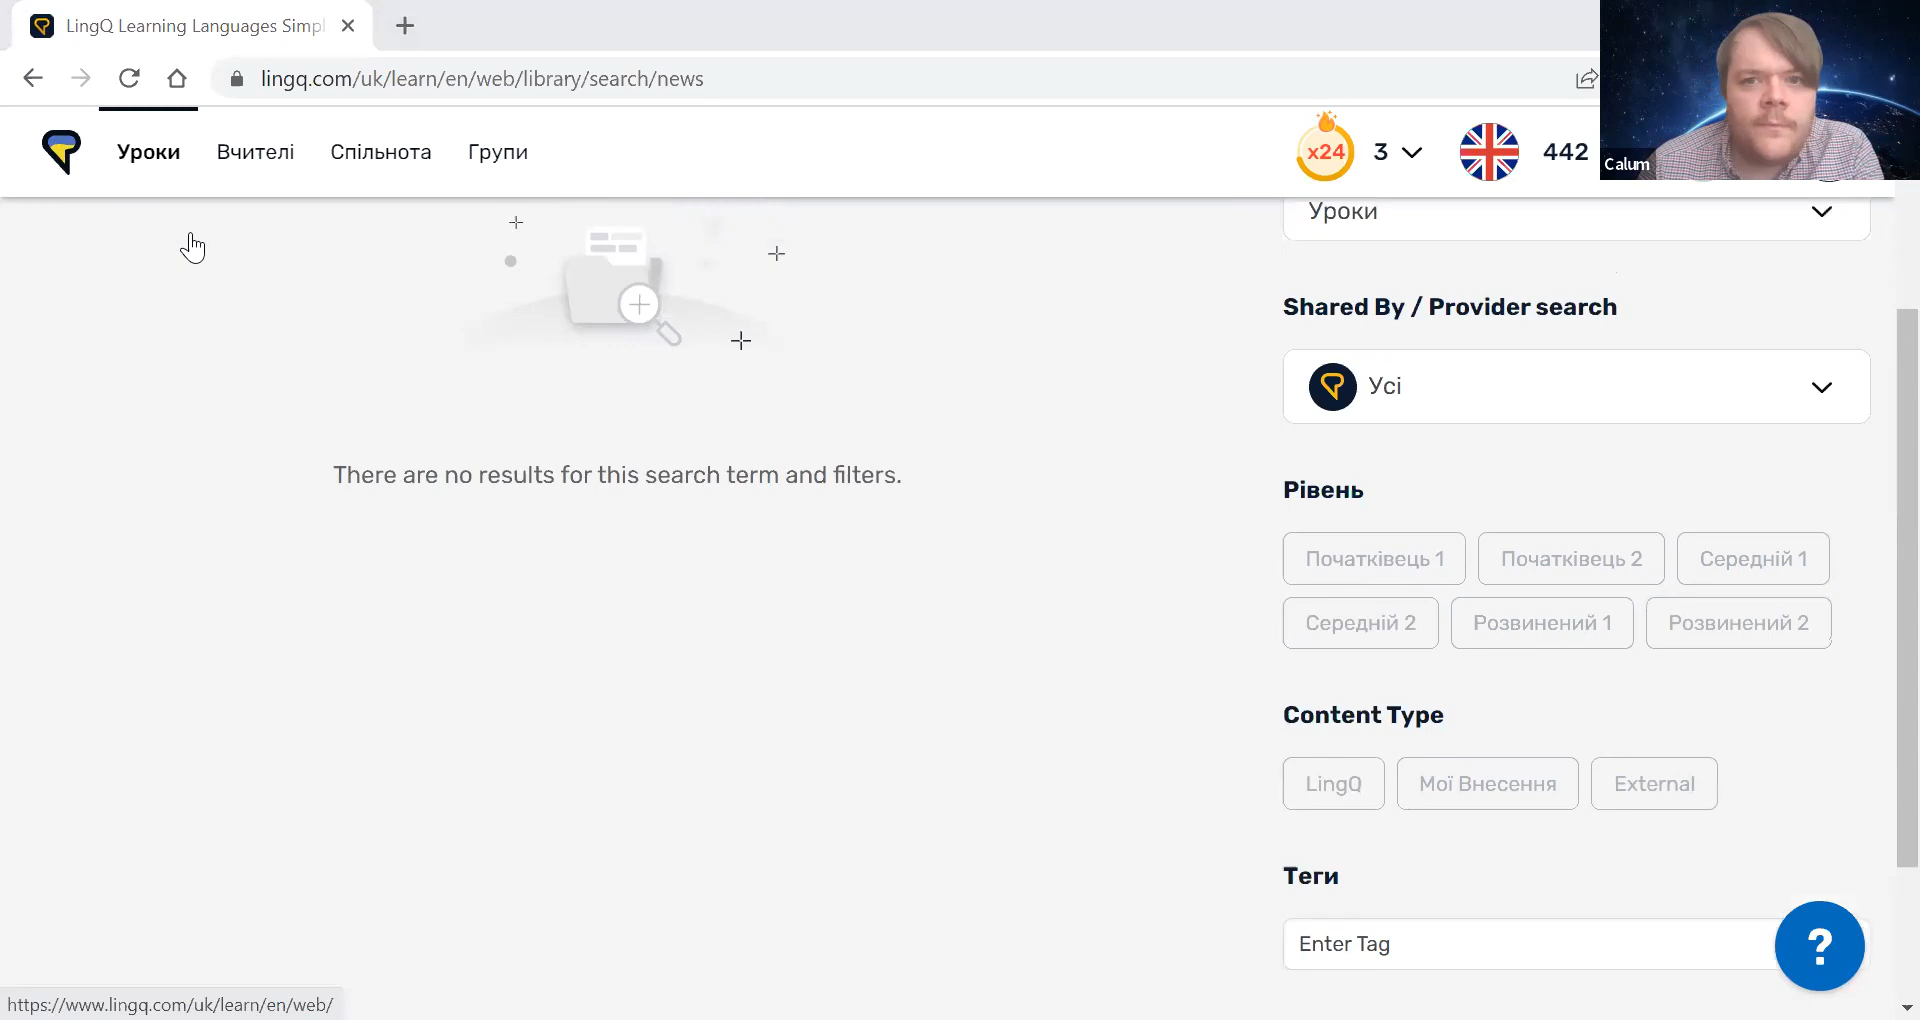 LingQ Learning Languages Simpl
lingq.com/uk/learn/en/web/library/search/news
Calum
Уроки Вчителі Спільнота Групи x24 3 442
Уроки
Shared By / Provider search
Усі
There are no results for this search term and filters.
Рівень
Початківець 1 Початківець 2 Середній 1
Середній 2 Розвинений 1 Розвинений 2
Content Type
LingQ Мої Внесення External
Теги
Enter Tag
?
https://www.lingq.com/uk/learn/en/web/